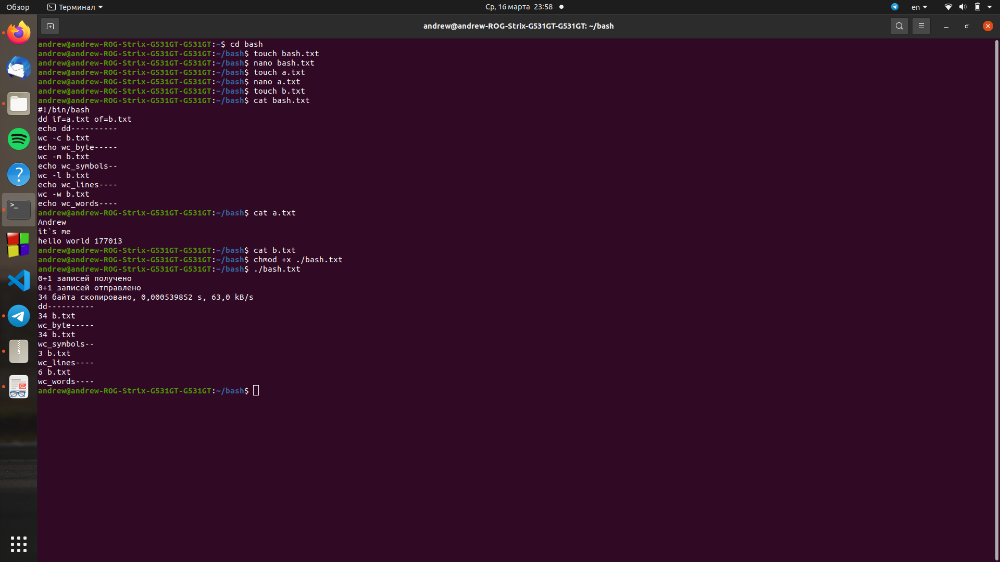 Обзор
Терминал
Ср, 16 марта 23:58
en
andrew@andrew-ROG-Strix-G531GT-G531GT: ~/bash
andrew@andrew-ROG-Strix-G531GT-G531GT:~$ cd bash
andrew@andrew-ROG-Strix-G531GT-G531GT:~/bash$ touch bash.txt
andrew@andrew-ROG-Strix-G531GT-G531GT:~/bash$ nano bash.txt
andrew@andrew-ROG-Strix-G531GT-G531GT:~/bash$ touch a.txt
andrew@andrew-ROG-Strix-G531GT-G531GT:~/bash$ nano a.txt
andrew@andrew-ROG-Strix-G531GT-G531GT:~/bash$ touch b.txt
andrew@andrew-ROG-Strix-G531GT-G531GT:~/bash$ cat bash.txt
#!/bin/bash
dd if=a.txt of=b.txt
echo dd----------
wc -c b.txt
echo wc_byte-----
wc -m b.txt
echo wc_symbols--
wc -l b.txt
echo wc_lines----
wc -w b.txt
echo wc_words----
andrew@andrew-ROG-Strix-G531GT-G531GT:~/bash$ cat a.txt
Andrew
it`s me
hello world 177013
andrew@andrew-ROG-Strix-G531GT-G531GT:~/bash$ cat b.txt
andrew@andrew-ROG-Strix-G531GT-G531GT:~/bash$ chmod +x ./bash.txt
andrew@andrew-ROG-Strix-G531GT-G531GT:~/bash$ ./bash.txt
0+1 записей получено
0+1 записей отправлено
34 байта скопировано, 0,000539852 s, 63,0 kB/s
dd----------
34 b.txt
wc_byte-----
34 b.txt
wc_symbols--
3 b.txt
wc_lines----
6 b.txt
wc_words----
andrew@andrew-ROG-Strix-G531GT-G531GT:~/bash$